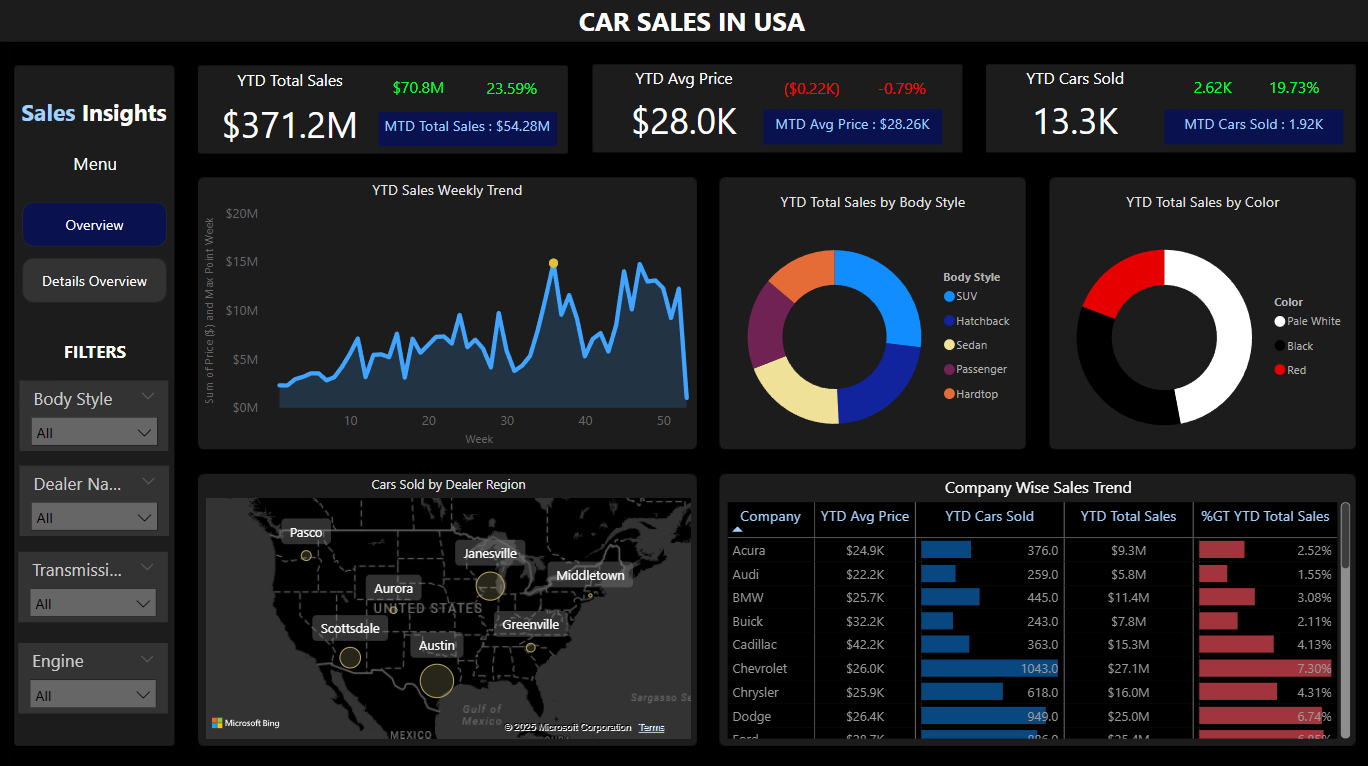 CAR SALES IN USA
Sales Insights
Menu
Overview
Details Overview
FILTERS
Body Style
All
Dealer Na...
All
Transmissi...
All
Engine
All
YTD Total Sales
$70.8M 23.59%
$371.2M
MTD Total Sales : $54.28M
YTD Avg Price
($0.22K) -0.79%
$28.0K
MTD Avg Price : $28.26K
YTD Cars Sold
2.62K 19.73%
13.3K
MTD Cars Sold : 1.92K
YTD Sales Weekly Trend
Sum of Price ($) and Max Point Week
$20M
$15M
$10M
$5M
$0M
10 20 30 40 50
Week
YTD Total Sales by Body Style
Body Style
SUV
Hatchback
Sedan
Passenger
Hardtop
YTD Total Sales by Color
Color
Pale White
Black
Red
Cars Sold by Dealer Region
Pasco
Janesville
Middletown
Aurora
UNITED STATES
Scottsdale
Greenville
Austin
Sargasso Se
Gulf of
Mexico
MEXICO
Microsoft Bing
© 2025 Microsoft Corporation Terms
Company Wise Sales Trend
Company YTD Avg Price YTD Cars Sold YTD Total Sales %GT YTD Total Sales
Acura $24.9K 376.0 $9.3M 2.52%
Audi $22.2K 259.0 $5.8M 1.55%
BMW $25.7K 445.0 $11.4M 3.08%
Buick $32.2K 243.0 $7.8M 2.11%
Cadillac $42.2K 363.0 $15.3M 4.13%
Chevrolet $26.0K 1043.0 $27.1M 7.30%
Chrysler $25.9K 618.0 $16.0M 4.31%
Dodge $26.4K 949.0 $25.0M 6.74%
Ford